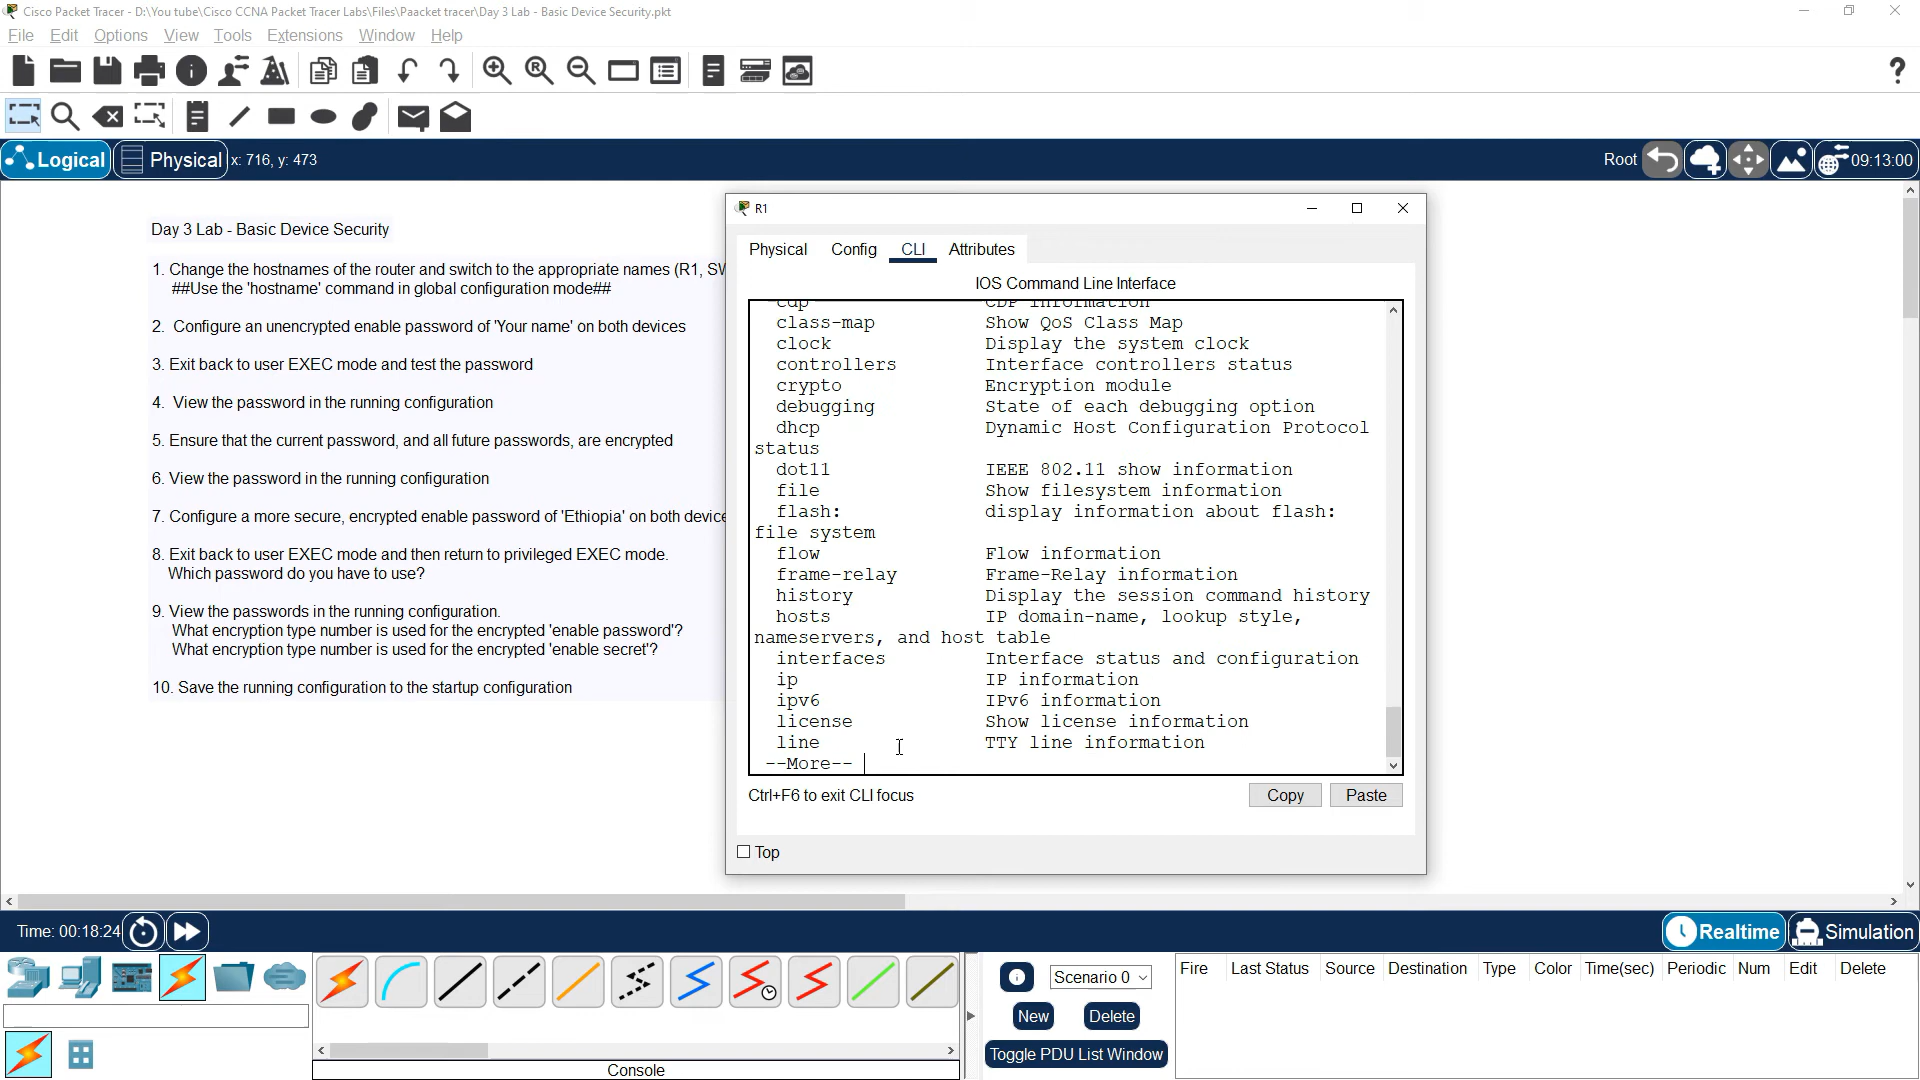 Cisco Packet Tracer - D:\You tube\Cisco CCNA Packet Tracer Labs\Files\Paacket tracer\Day 3 Lab - Basic Device Security.pkt
File Edit Options View Tools Extensions Window Help
Logical Physical x: 716, y: 473 Root 09:13:00
Day 3 Lab - Basic Device Security
1. Change the hostnames of the router and switch to the appropriate names (R1, SW
##Use the 'hostname' command in global configuration mode##
2. Configure an unencrypted enable password of 'Your name' on both devices
3. Exit back to user EXEC mode and test the password
4. View the password in the running configuration
5. Ensure that the current password, and all future passwords, are encrypted
6. View the password in the running configuration
7. Configure a more secure, encrypted enable password of 'Ethiopia' on both device
8. Exit back to user EXEC mode and then return to privileged EXEC mode.
Which password do you have to use?
9. View the passwords in the running configuration.
What encryption type number is used for the encrypted 'enable password'?
What encryption type number is used for the encrypted 'enable secret'?
10. Save the running configuration to the startup configuration
R1
Physical Config CLI Attributes
IOS Command Line Interface
cdp CDP information
class-map Show QoS Class Map
clock Display the system clock
controllers Interface controllers status
crypto Encryption module
debugging State of each debugging option
dhcp Dynamic Host Configuration Protocol
status
dot11 IEEE 802.11 show information
file Show filesystem information
flash: display information about flash:
file system
flow Flow information
frame-relay Frame-Relay information
history Display the session command history
hosts IP domain-name, lookup style,
nameservers, and host table
interfaces Interface status and configuration
ip IP information
ipv6 IPv6 information
license Show license information
line TTY line information
--More--
Ctrl+F6 to exit CLI focus Copy Paste
Top
Time: 00:18:24 Realtime Simulation
Scenario 0
New Delete
Toggle PDU List Window
Fire Last Status Source Destination Type Color Time(sec) Periodic Num Edit Delete
Console